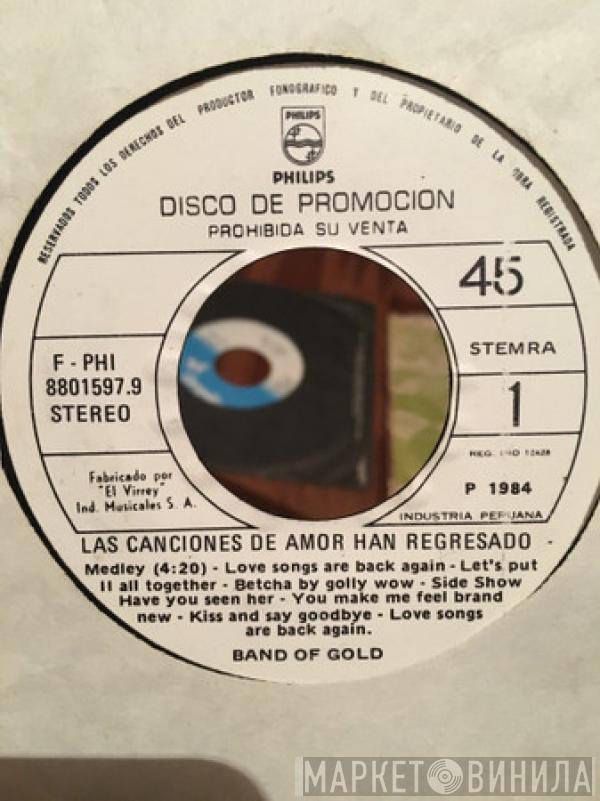 RESERVADOS TODOS LOS DERECHOS DEL PRODUCTOR FONOGRAFICO Y DEL PROPIETARIO DE LA OBRA REGISTRADA
PHILIPS
PHILIPS
DISCO DE PROMOCION
PROHIBIDA SU VENTA
45
STEMRA
F - PHI
8801597.9
STEREO
1
REG. 12628
Fabricado por
"El Virrey"
Ind. Musicales S. A.
P 1984
INDUSTRIA PERUANA
LAS CANCIONES DE AMOR HAN REGRESADO -
Medley (4:20) - Love songs are back again - Let's put
II all together - Betcha by golly wow - Side Show
Have you seen her - You make me feel brand
new - Kiss and say goodbye - Love songs
are back again.
BAND OF GOLD
МАРКЕТ ВИНИЛА